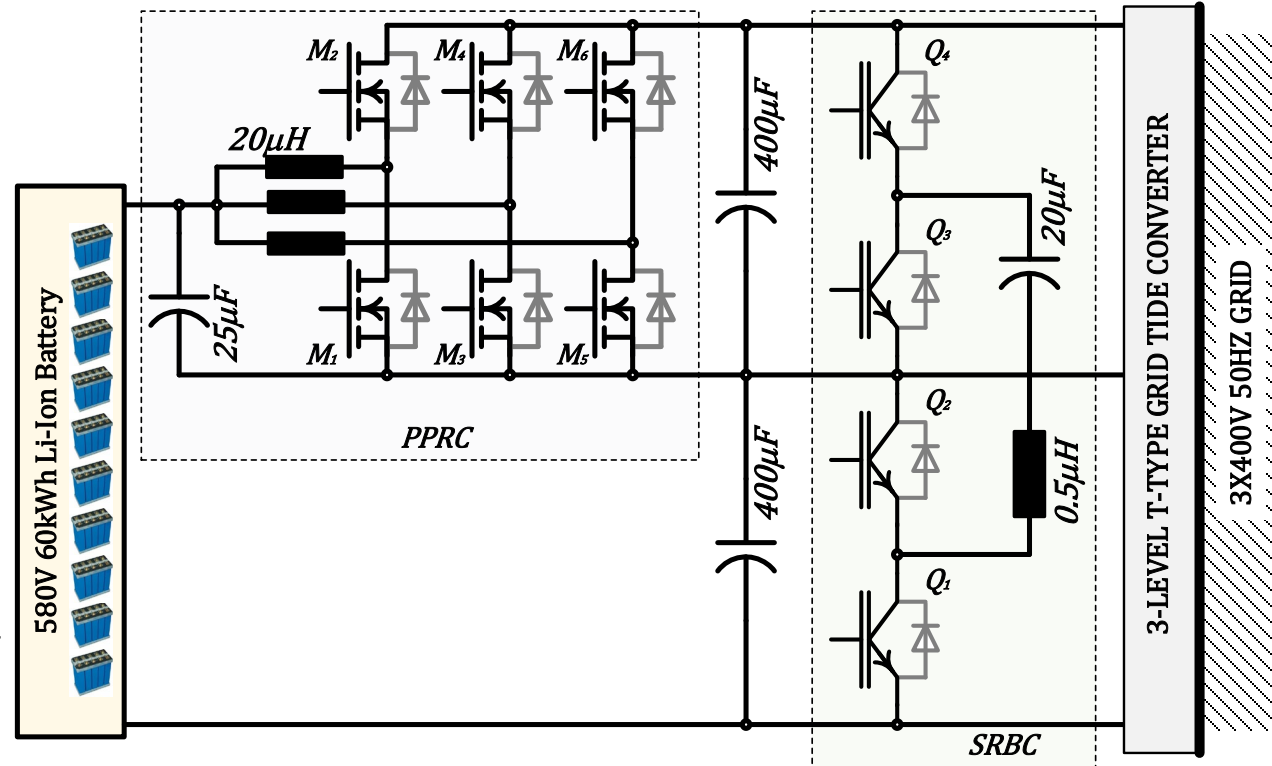 M2
M4
M6
Q4
400µF
20µH
20µF
Q3
580V 60kWh Li-Ion Battery
25µF
M1
M3
M5
Q2
PPRC
400µF
0.5µH
Q1
SRBC
3-LEVEL T-TYPE GRID TIDE CONVERTER
3X400V 50HZ GRID